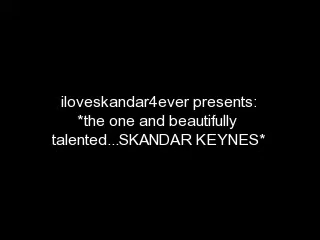 iloveskandar4ever presents:
*the one and beautifully
talented...SKANDAR KEYNES*